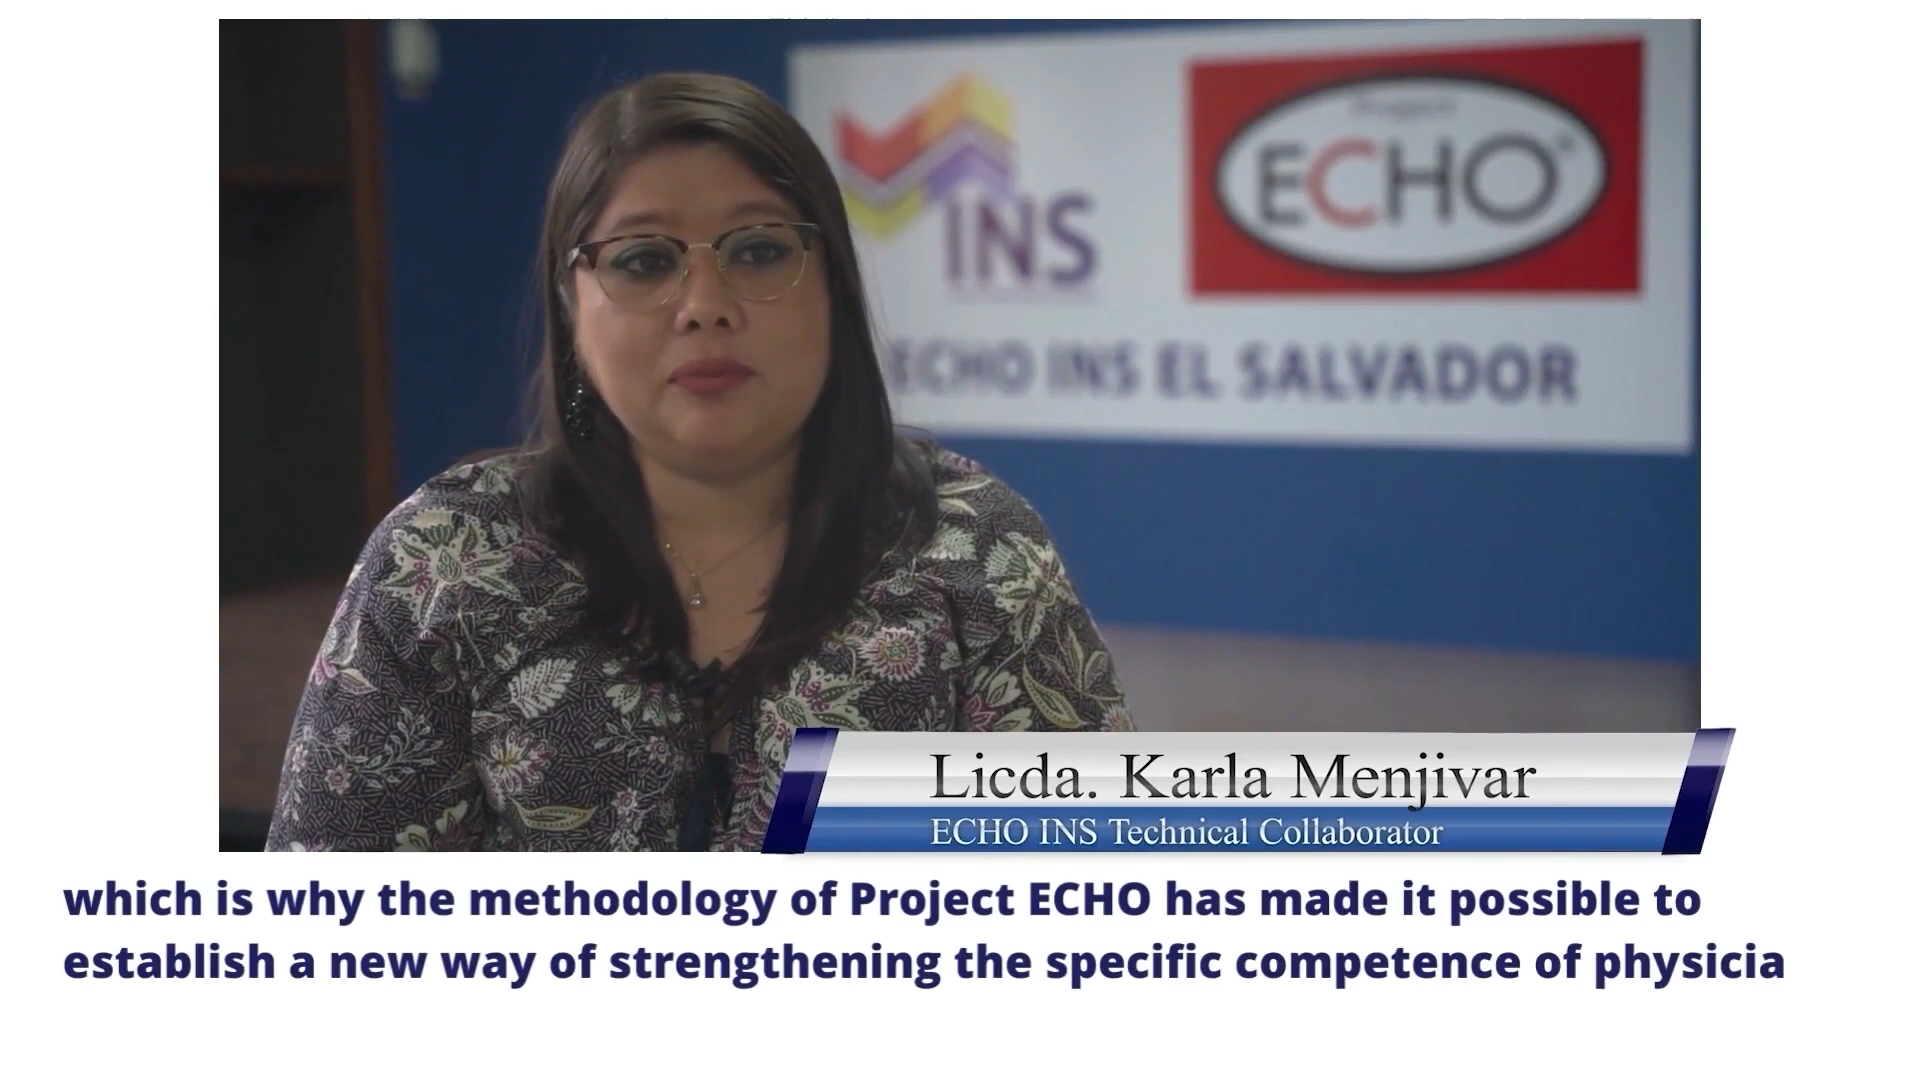 Project
ECHO
INS
ECHO INS EL SALVADOR
Licda. Karla Menjivar
ECHO INS Technical Collaborator
which is why the methodology of Project ECHO has made it possible to
establish a new way of strengthening the specific competence of physicia